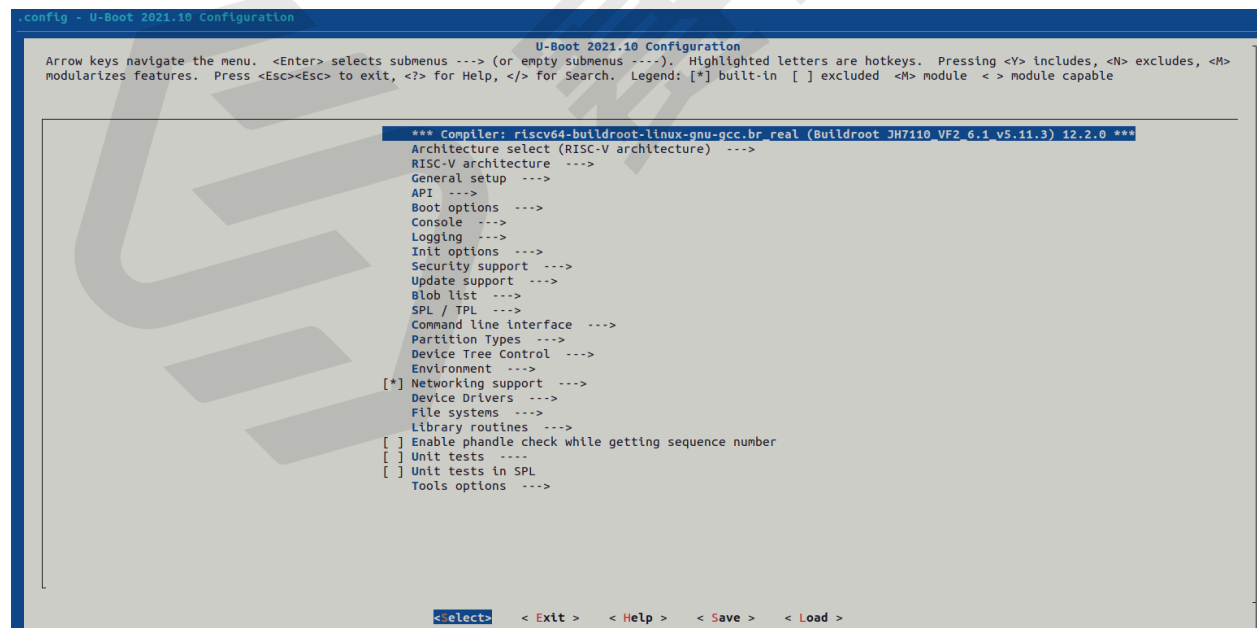 .config - U-Boot 2021.10 Configuration
U-Boot 2021.10 Configuration
Arrow keys navigate the menu.  <Enter> selects submenus ---> (or empty submenus ----).  Highlighted letters are hotkeys.  Pressing <Y> includes, <N> excludes, <M>
modularizes features.  Press <Esc><Esc> to exit, <?> for Help, </> for Search.  Legend: [*] built-in  [ ] excluded  <M> module  < > module capable
*** Compiler: riscv64-buildroot-linux-gnu-gcc.br_real (Buildroot JH7110_VF2_6.1_v5.11.3) 12.2.0 ***
Architecture select (RISC-V architecture)  --->
RISC-V architecture  --->
General setup  --->
API  --->
Boot options  --->
Console  --->
Logging  --->
Init options  --->
Security support  --->
Update support  --->
Blob list  --->
SPL / TPL  --->
Command line interface  --->
Partition Types  --->
Device Tree Control  --->
Environment  --->
[*] Networking support  --->
Device Drivers  --->
File systems  --->
Library routines  --->
[ ] Enable phandle check while getting sequence number
[ ] Unit tests  ----
[ ] Unit tests in SPL
Tools options  --->
<Select>    < Exit >    < Help >    < Save >    < Load >